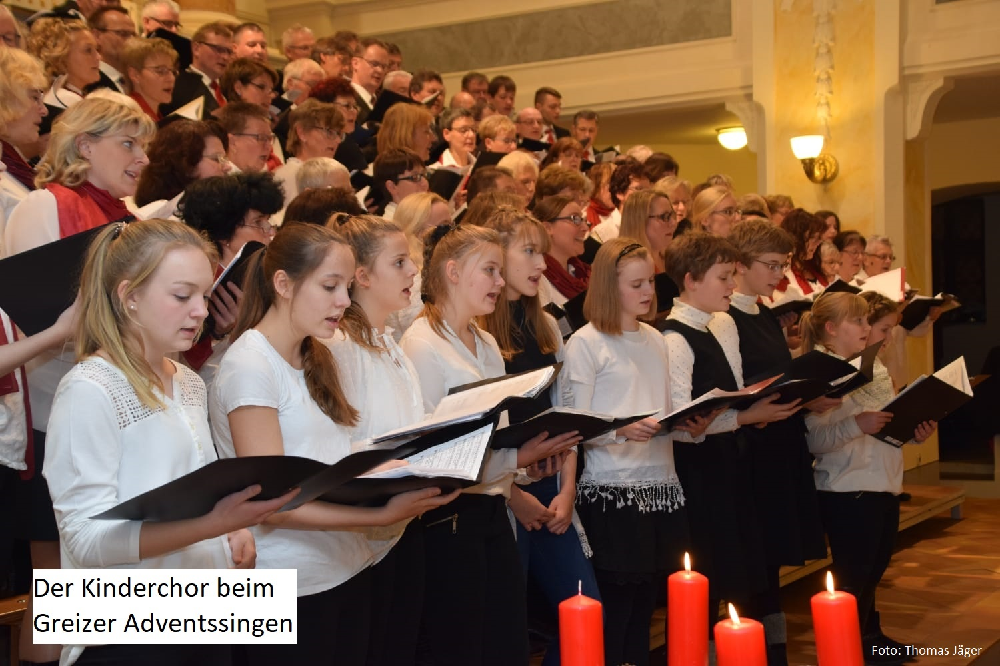 Der Kinderchor beim
Greizer Adventssingen
Foto: Thomas Jäger